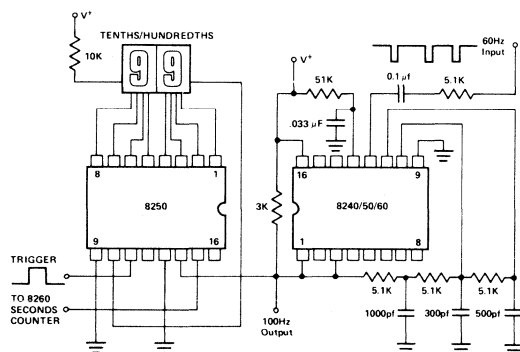 V+
TENTHS/HUNDREDTHS
10K
99
8 1
8250
9 16
TRIGGER
TO 8260
SECONDS
COUNTER
V+
51K
.033 μF
3K
60Hz
Input
0.1 μf
5.1K
16 9
8240/50/60
1 8
100Hz
Output
5.1K
5.1K
5.1K
1000pf
300pf
500pf